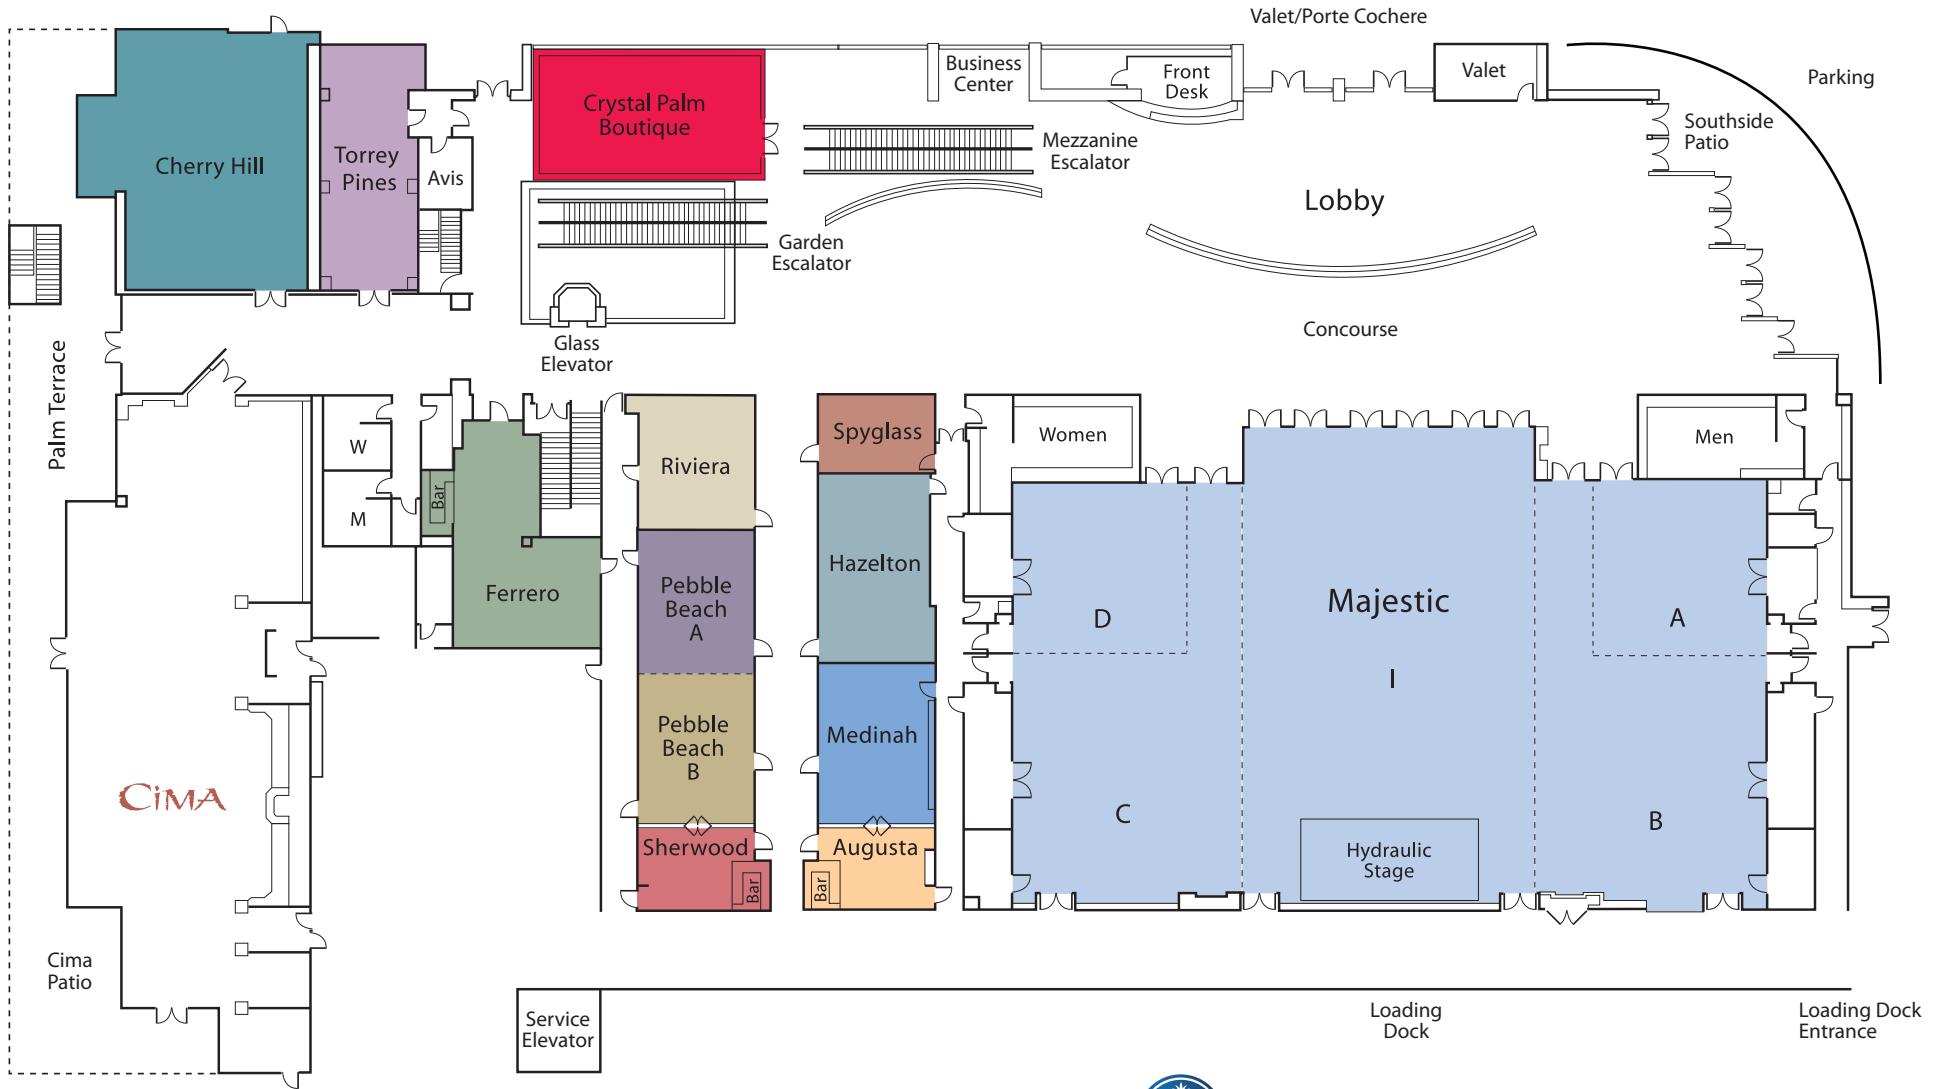 Valet/Porte Cochere
Business
Center
Front
Desk
Valet
Parking
Crystal Palm
Boutique
Southside
Patio
Mezzanine
Escalator
Cherry Hill
Torrey
Pines
Avis
Lobby
Garden
Escalator
Concourse
Glass
Elevator
Palm Terrace
W
M
Bar
Ferrero
Riviera
Spyglass
Women
Men
Pebble
Beach
A
Hazelton
D
Majestic
A
I
Pebble
Beach
B
Medinah
CiMA
C
B
Sherwood
Bar
Augusta
Bar
Hydraulic
Stage
Cima
Patio
Service
Elevator
Loading
Dock
Loading Dock
Entrance